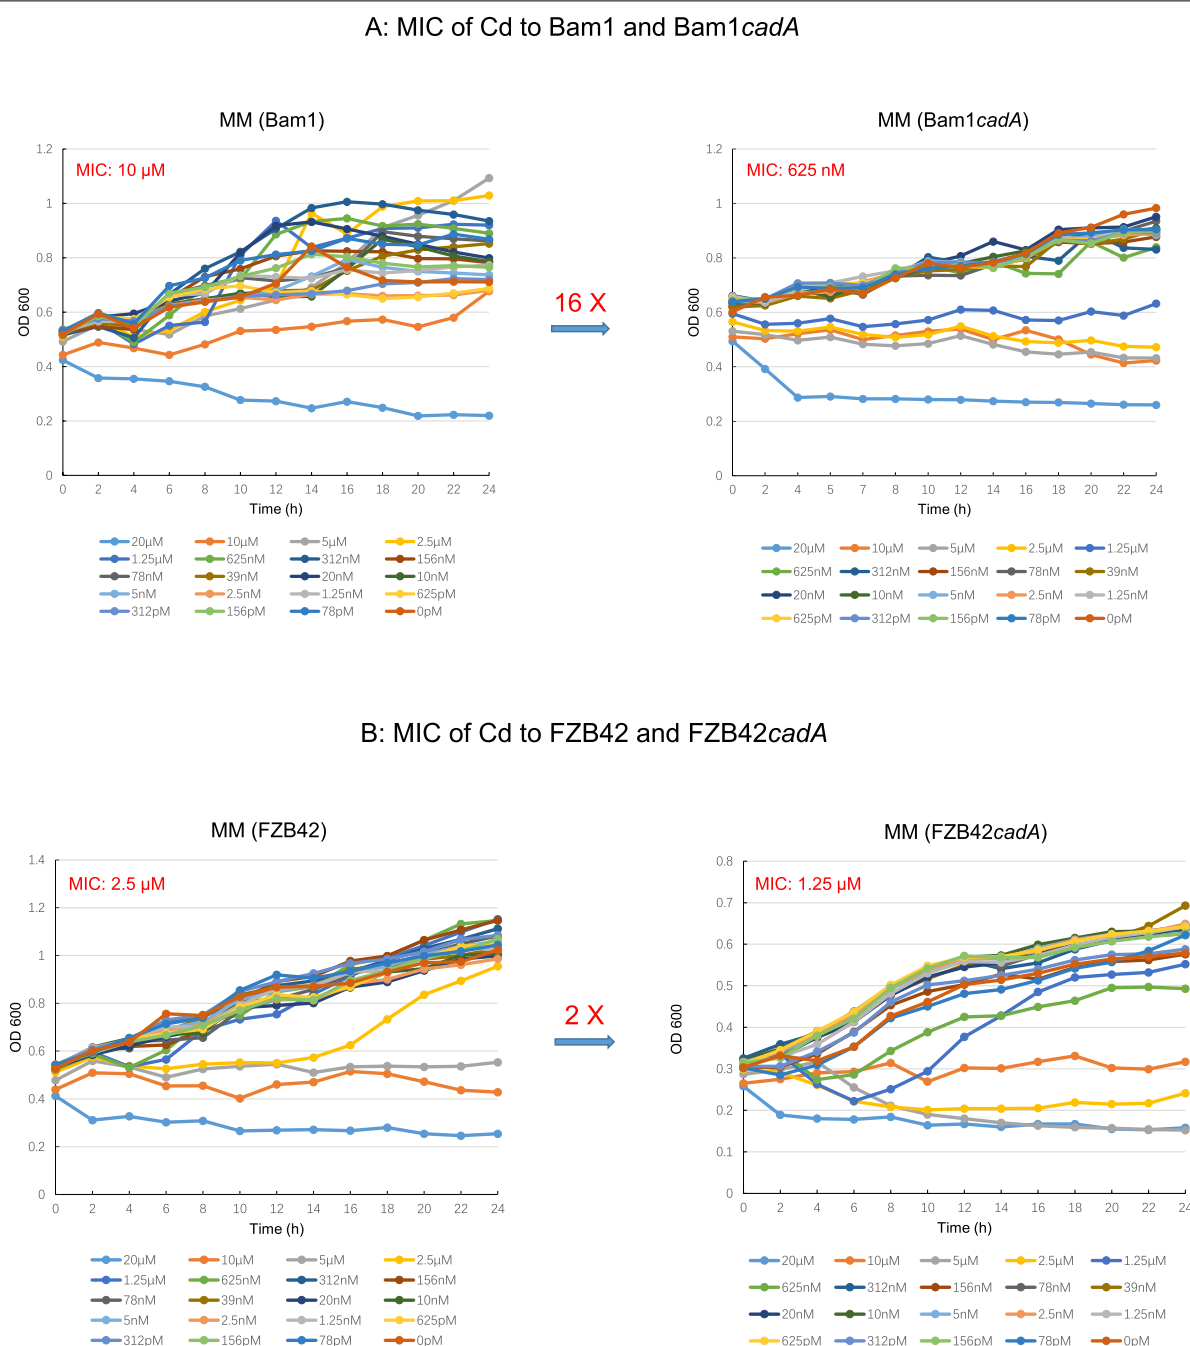 A: MIC of Cd to Bam1 and Bam1cadA
MM (Bam1)
MIC: 10 µM
OD 600
1.2
1
0.8
0.6
0.4
0.2
0
0 2 4 6 8 10 12 14 16 18 20 22 24
Time (h)
20µM 10µM 5µM 2.5µM
1.25µM 625nM 312nM 156nM
78nM 39nM 20nM 10nM
5nM 2.5nM 1.25nM 625pM
312pM 156pM 78pM 0pM
16 X
MM (Bam1cadA)
MIC: 625 nM
OD 600
1.2
1
0.8
0.6
0.4
0.2
0
0 2 4 5 7 8 10 12 14 16 18 20 22 24
Time (h)
20µM 10µM 5µM 2.5µM 1.25µM
625nM 312nM 156nM 78nM 39nM
20nM 10nM 5nM 2.5nM 1.25nM
625pM 312pM 156pM 78pM 0pM
B: MIC of Cd to FZB42 and FZB42cadA
MM (FZB42)
MIC: 2.5 µM
OD 600
1.4
1.2
1
0.8
0.6
0.4
0.2
0
0 2 4 6 8 10 12 14 16 18 20 22 24
Time (h)
20µM 10µM 5µM 2.5µM
1.25µM 625nM 312nM 156nM
78nM 39nM 20nM 10nM
5nM 2.5nM 1.25nM 625pM
312pM 156pM 78pM 0pM
2 X
MM (FZB42cadA)
MIC: 1.25 µM
OD 600
0.8
0.7
0.6
0.5
0.4
0.3
0.2
0.1
0
0 2 4 6 8 10 12 14 16 18 20 22 24
Time (h)
20µM 10µM 5µM 2.5µM 1.25µM
625nM 312nM 156nM 78nM 39nM
20nM 10nM 5nM 2.5nM 1.25nM
625pM 312pM 156pM 78pM 0pM